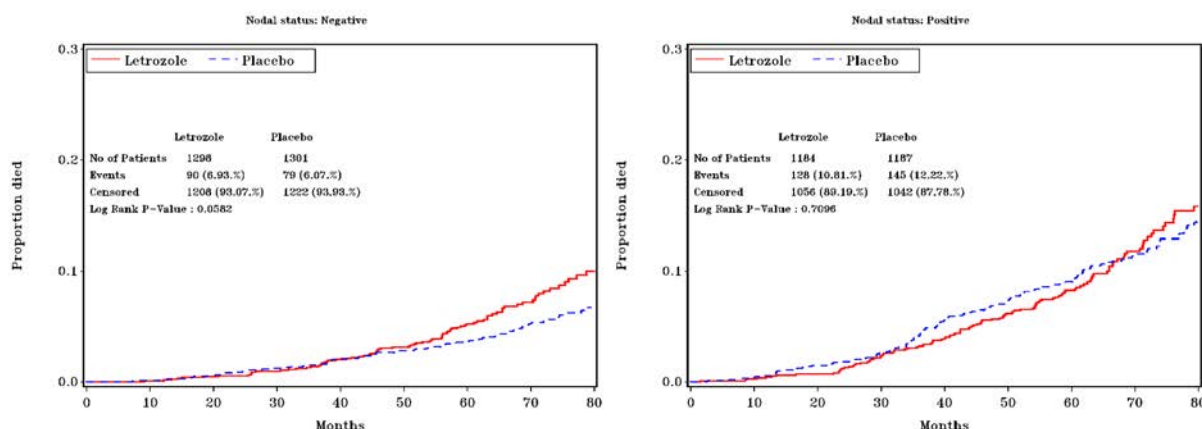 Nodal status: Negative
0.3
Letrozole Placebo
Letrozole Placebo
No of Patients 1298 1301
Events 90 (6.93.%) 79 (6.07.%)
Censored 1208 (93.07.%) 1222 (93.93.%)
Log Rank P-Value : 0.0582
0.2
0.1
0.0
Proportion died
0 10 20 30 40 50 60 70 80
Months
Nodal status: Positive
0.3
Letrozole Placebo
Letrozole Placebo
No of Patients 1184 1187
Events 128 (10.81.%) 145 (12.22.%)
Censored 1056 (89.19.%) 1042 (87.78.%)
Log Rank P-Value : 0.7096
0.2
0.1
0.0
Proportion died
0 10 20 30 40 50 60 70 80
Months